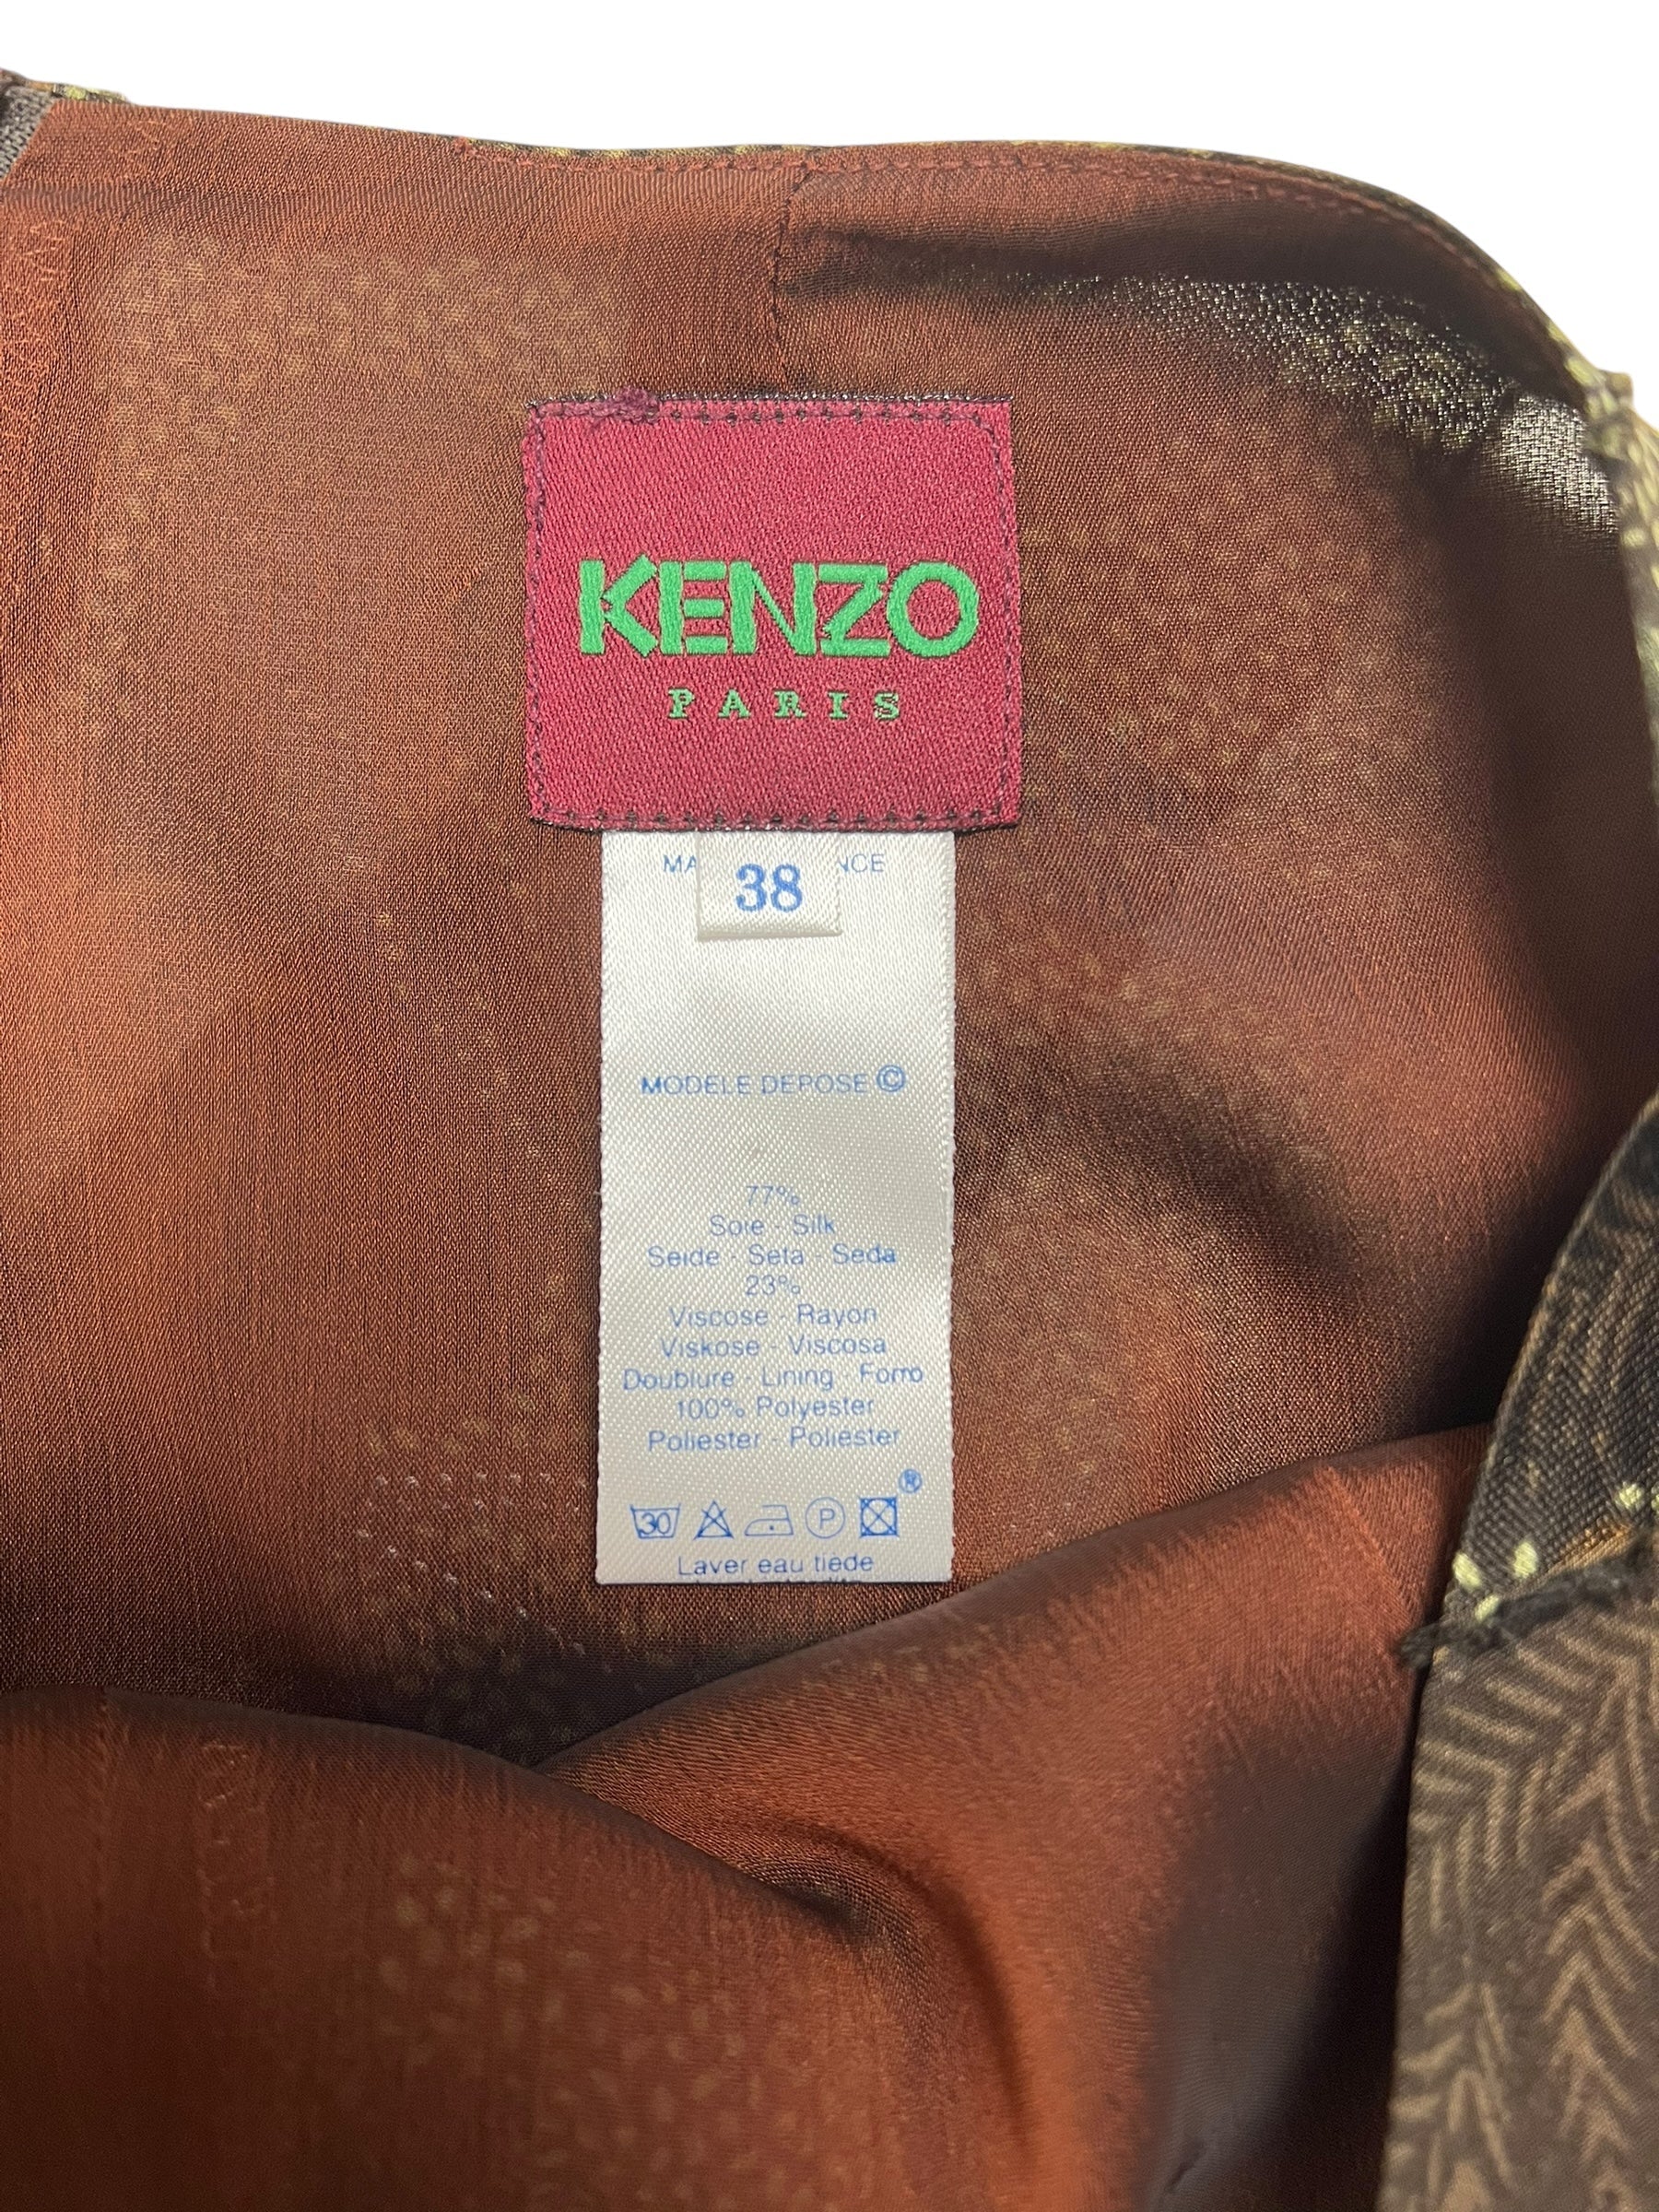 KENZO
PARIS
38
MODELE DEPOSE ©
77%
Soie - Silk
Seide - Seta - Seda
23%
Viscose - Rayon
Viskose - Viscosa
Doublure - Lining - Forro
100% Polyester
Poliester - Poliester
®
30 P
Laver eau tiède